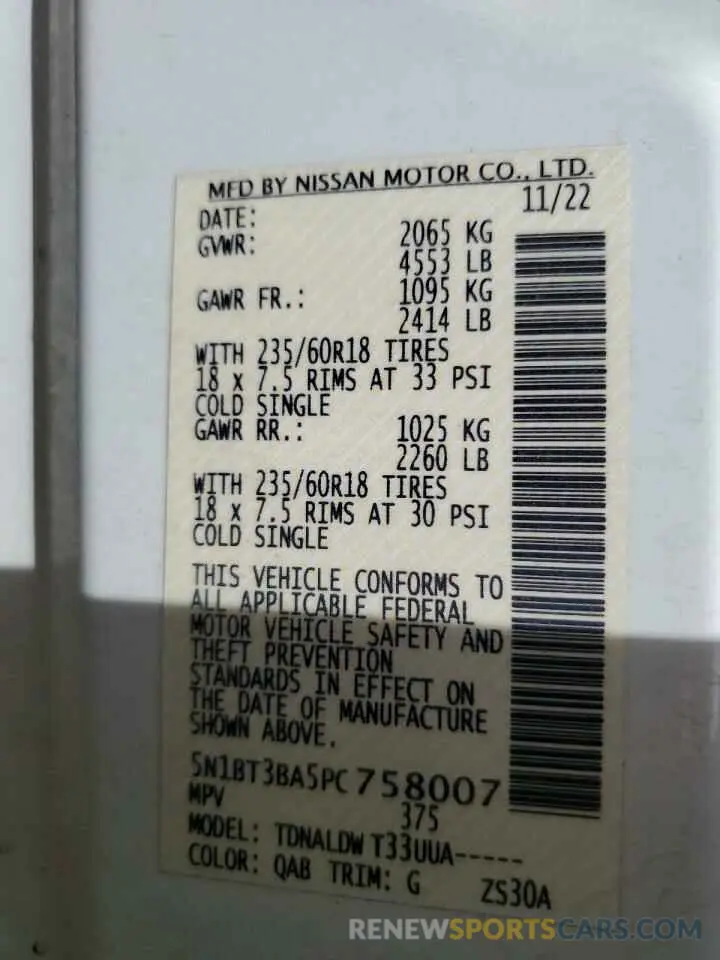 MFD BY NISSAN MOTOR CO., LTD.
DATE: 11/22
GVWR: 2065 KG
4553 LB
GAWR FR.: 1095 KG
2414 LB
WITH 235/60R18 TIRES
18 x 7.5 RIMS AT 33 PSI
COLD SINGLE
GAWR RR.: 1025 KG
2260 LB
WITH 235/60R18 TIRES
18 x 7.5 RIMS AT 30 PSI
COLD SINGLE
THIS VEHICLE CONFORMS TO
ALL APPLICABLE FEDERAL
MOTOR VEHICLE SAFETY AND
THEFT PREVENTION
STANDARDS IN EFFECT ON
THE DATE OF MANUFACTURE
SHOWN ABOVE.
5N1BT3BA5PC758007
MPV 375
MODEL: TDNALDW T33UUA-----
COLOR: QAB TRIM: G ZS30A
RENEWSPORTSCARS.COM